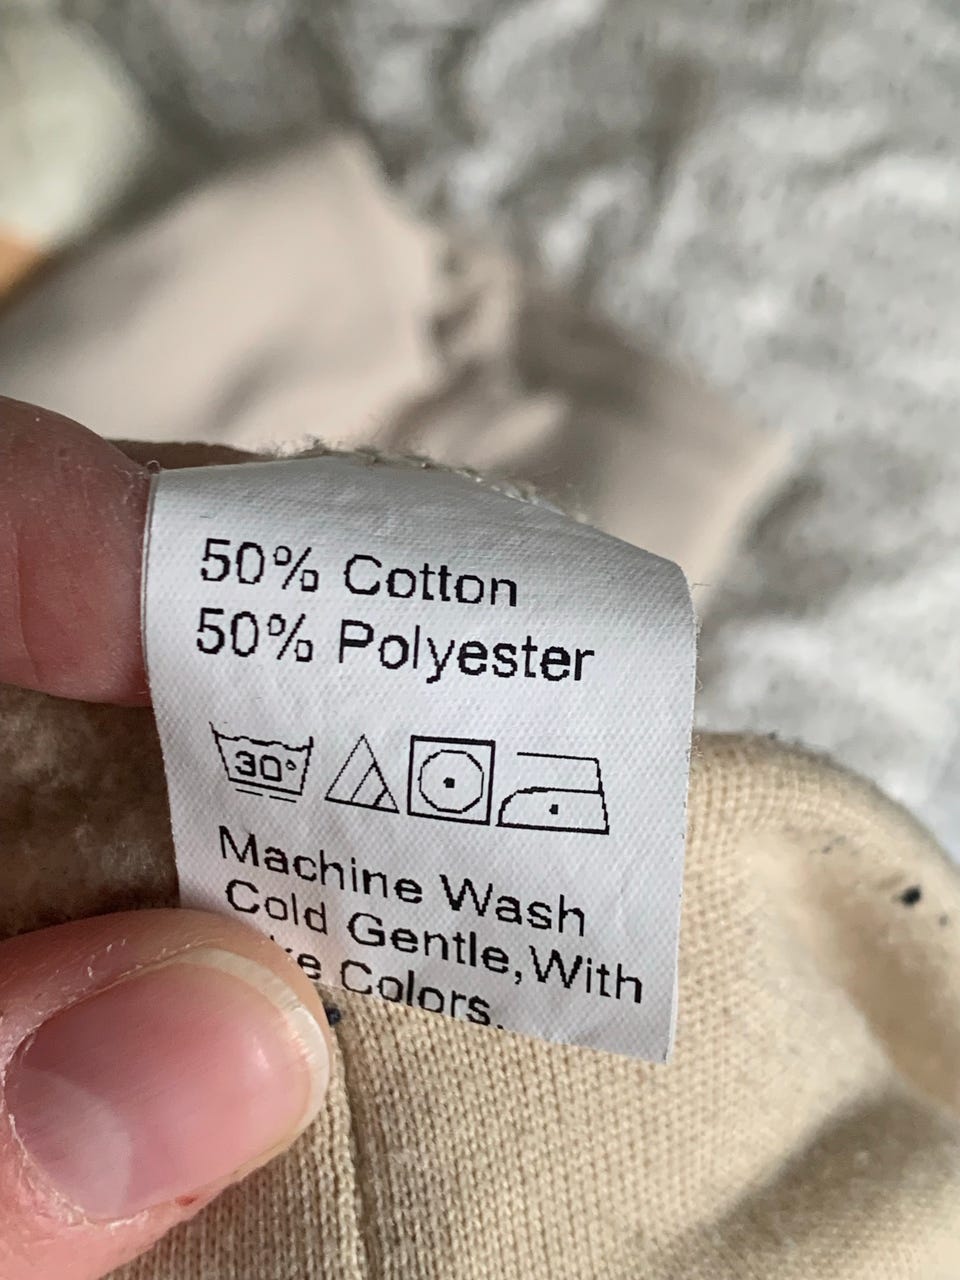 50% Cotton
50% Polyester
30°
Machine Wash
Cold Gentle, With
Colors.